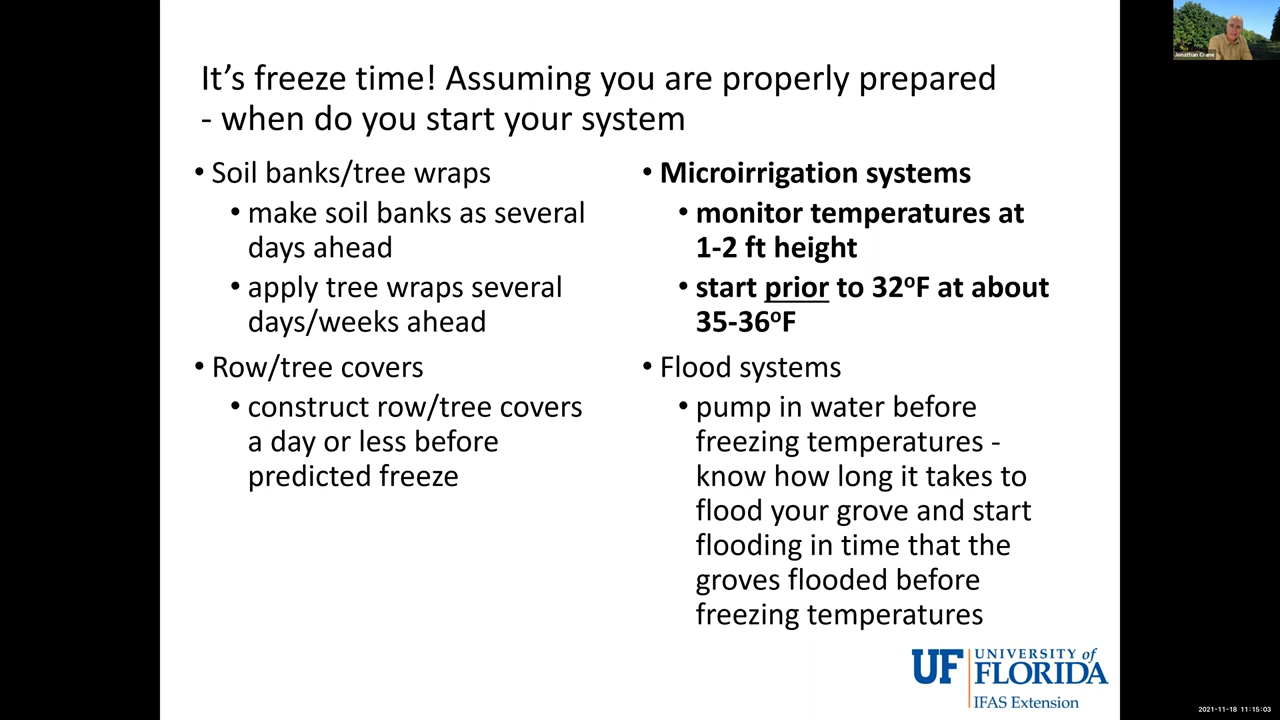 It's freeze time! Assuming you are properly prepared
- when do you start your system
• Soil banks/tree wraps
• make soil banks as several
days ahead
• apply tree wraps several
days/weeks ahead
• Row/tree covers
• construct row/tree covers
a day or less before
predicted freeze
• Microirrigation systems
• monitor temperatures at
1-2 ft height
• start prior to 32°F at about
35-36°F
• Flood systems
• pump in water before
freezing temperatures -
know how long it takes to
flood your grove and start
flooding in time that the
groves flooded before
freezing temperatures
UF UNIVERSITY of
FLORIDA
IFAS Extension
Jonathan Crane
2021-11-18 11:15:03